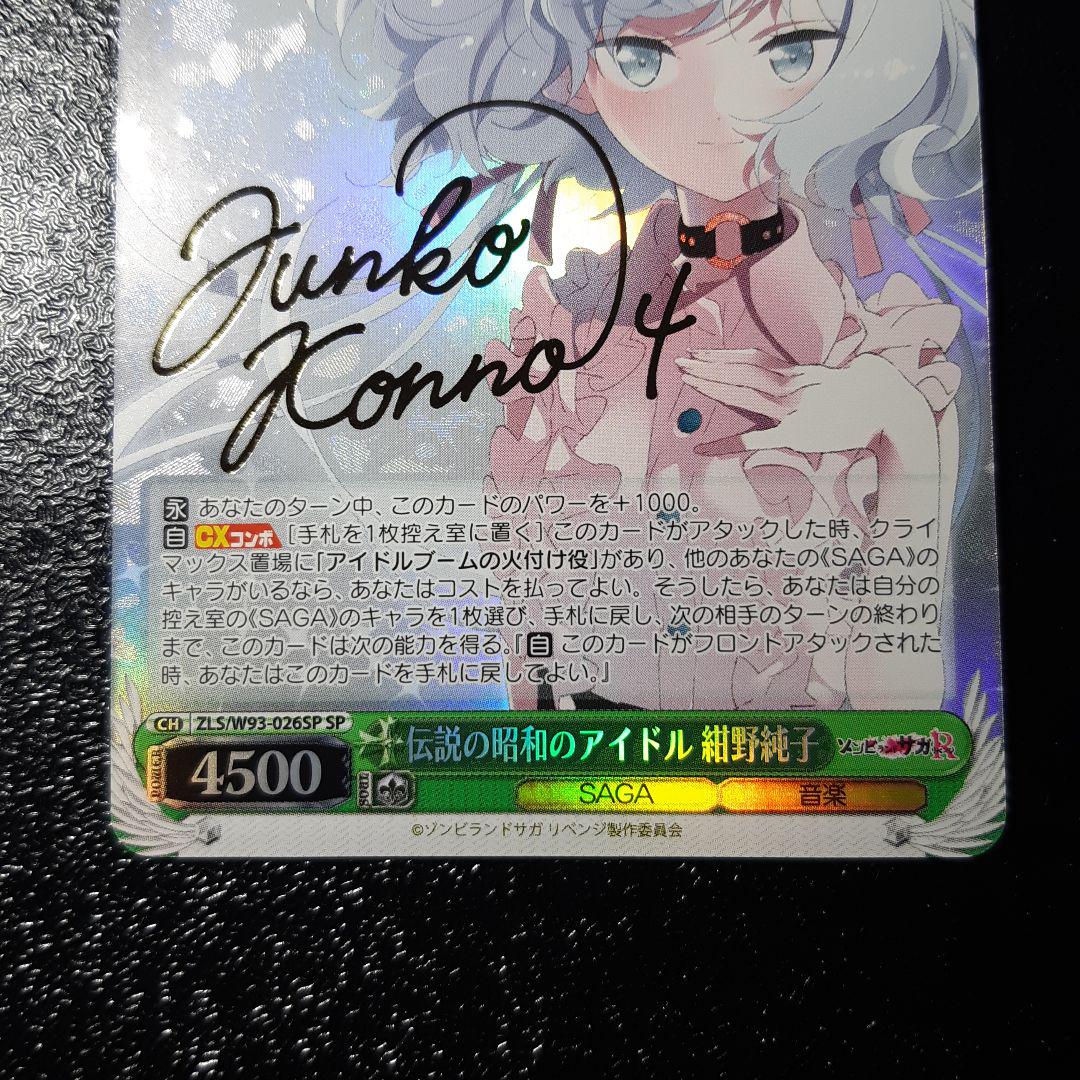 Junko
Konno 4
永 あなたのターン中、このカードのパワーを+1000。
自 CXコンボ [手札を1枚控え室に置く] このカードがアタックした時、クライ
マックス置場に「アイドルブームの火付け役」があり、他のあなたの《SAGA》の
キャラがいるなら、あなたはコストを払ってよい。そうしたら、あなたは自分の
控え室の《SAGA》のキャラを1枚選び、手札に戻し、次の相手のターンの終わり
まで、このカードは次の能力を得る。「自 このカードがフロントアタックされた
時、あなたはこのカードを手札に戻してよい。」
CH ZLS/W93-026SP SP
伝説の昭和のアイドル 紺野純子
ゾンビランドサガR
POWER 4500 SOUL
SAGA 音楽
©ゾンビランドサガ リベンジ製作委員会